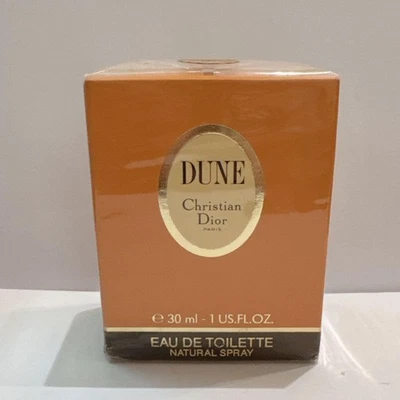 DUNE
Christian
Dior
PARIS
℮ 30 ml - 1 US.FL.OZ.
EAU DE TOILETTE
NATURAL SPRAY